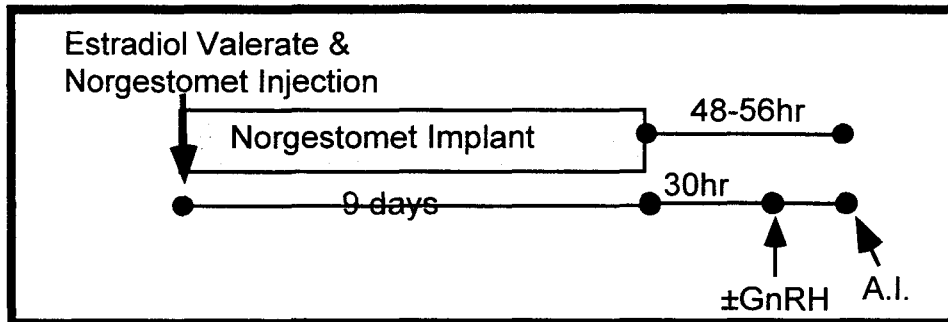 Estradiol Valerate &
Norgestomet Injection
48-56hr
Norgestomet Implant
30hr
9 days
±GnRH
A.I.